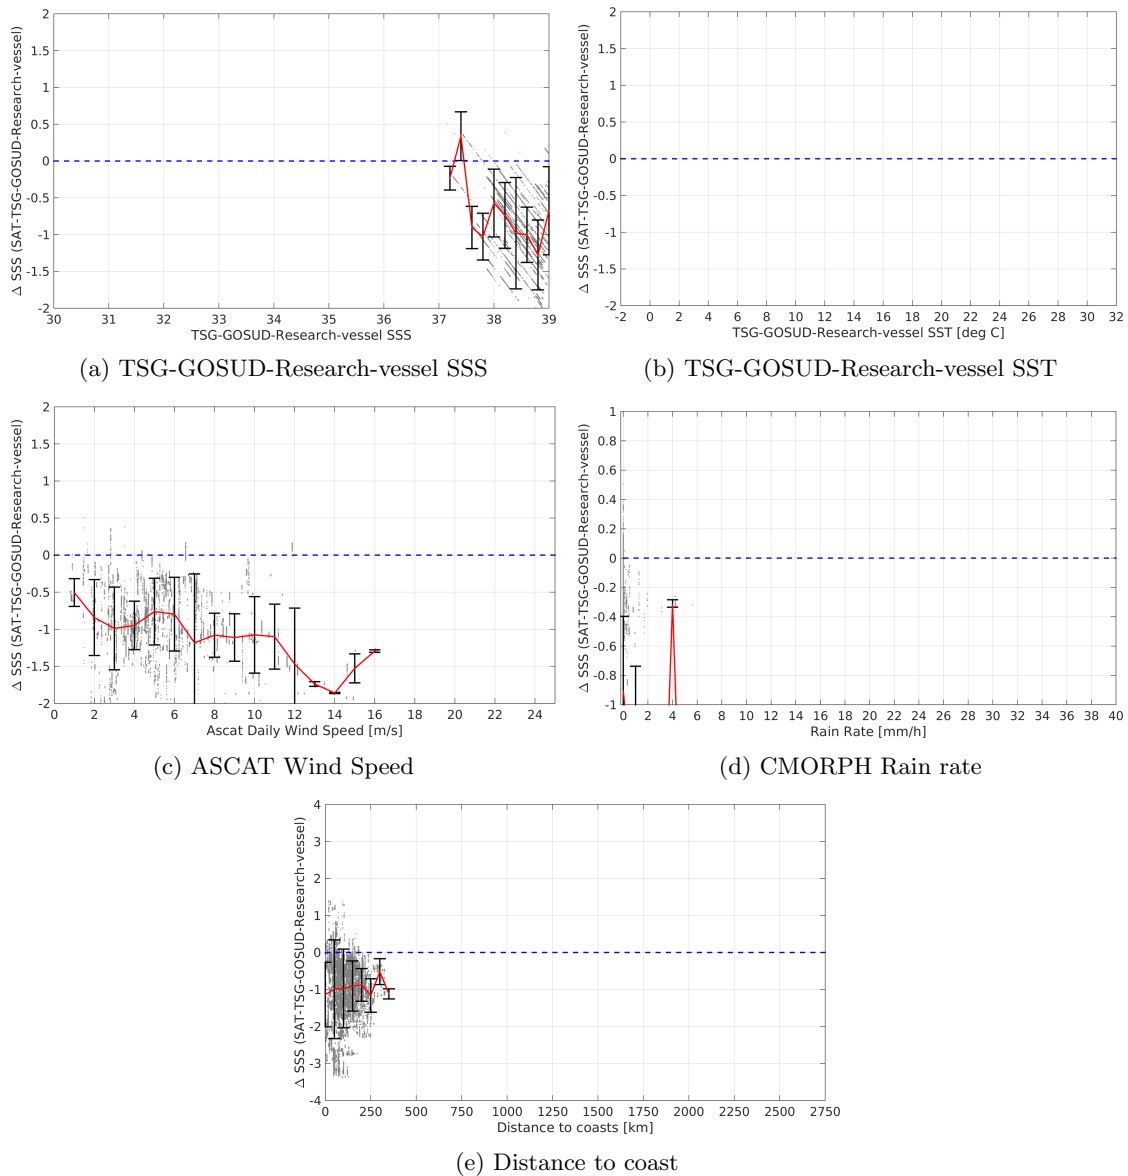 2
1.5
1
0.5
0
-0.5
-1
-1.5
-2
Δ SSS (SAT-TSG-GOSUD-Research-vessel)
30 31 32 33 34 35 36 37 38 39
TSG-GOSUD-Research-vessel SSS
(a) TSG-GOSUD-Research-vessel SSS
2
1.5
1
0.5
0
-0.5
-1
-1.5
-2
Δ SSS (SAT-TSG-GOSUD-Research-vessel)
-2 0 2 4 6 8 10 12 14 16 18 20 22 24 26 28 30 32
TSG-GOSUD-Research-vessel SST [deg C]
(b) TSG-GOSUD-Research-vessel SST
2
1.5
1
0.5
0
-0.5
-1
-1.5
-2
Δ SSS (SAT-TSG-GOSUD-Research-vessel)
0 2 4 6 8 10 12 14 16 18 20 22 24
Ascat Daily Wind Speed [m/s]
(c) ASCAT Wind Speed
1
0.8
0.6
0.4
0.2
0
-0.2
-0.4
-0.6
-0.8
-1
Δ SSS (SAT-TSG-GOSUD-Research-vessel)
0 2 4 6 8 10 12 14 16 18 20 22 24 26 28 30 32 34 36 38 40
Rain Rate [mm/h]
(d) CMORPH Rain rate
4
3
2
1
0
-1
-2
-3
-4
Δ SSS (SAT-TSG-GOSUD-Research-vessel)
0 250 500 750 1000 1250 1500 1750 2000 2250 2500 2750
Distance to coasts [km]
(e) Distance to coast